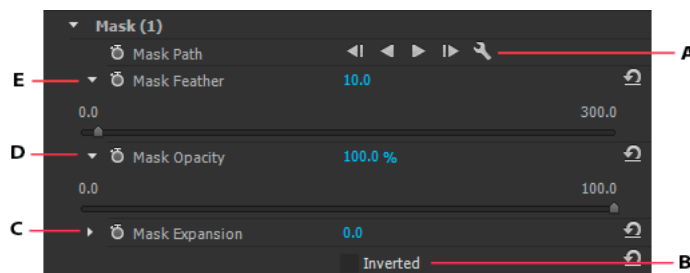 Mask (1)
Mask Path A
E Mask Feather 10.0
0.0 300.0
D Mask Opacity 100.0 %
0.0 100.0
C Mask Expansion 0.0
Inverted B